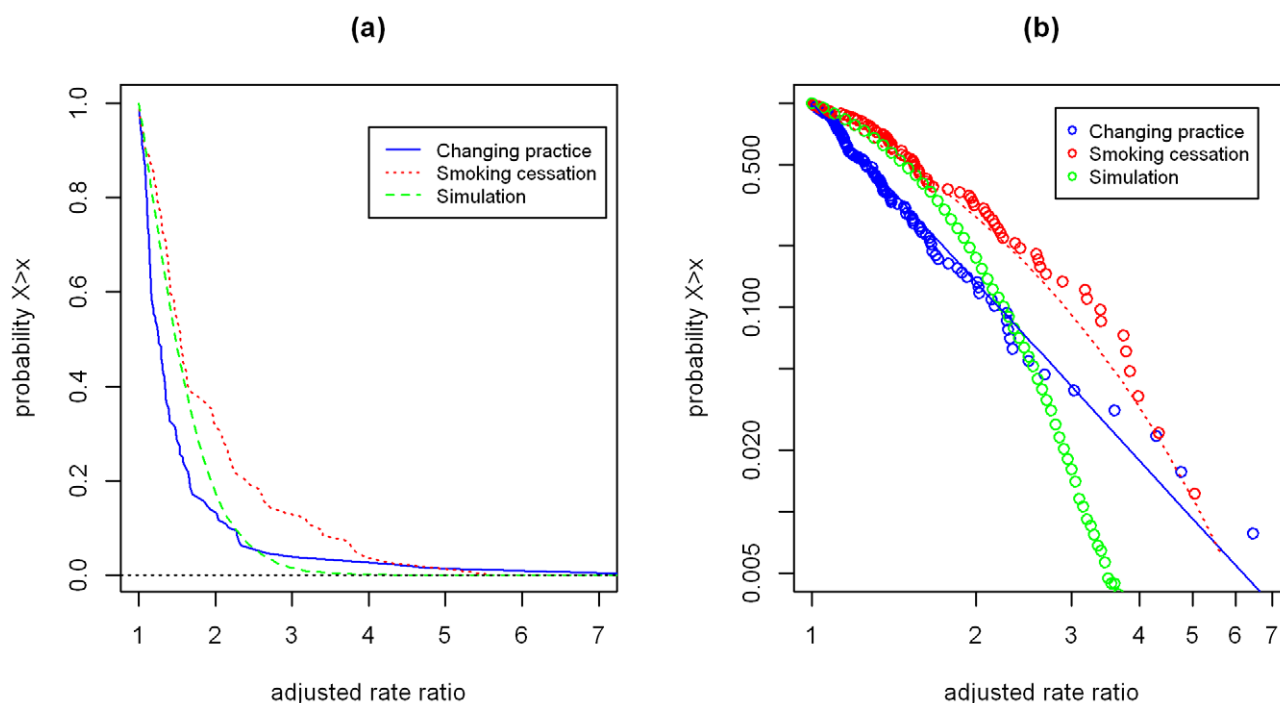 (a)
probability X>x
1.0
0.8
0.6
0.4
0.2
0.0
Changing practice
Smoking cessation
Simulation
1 2 3 4 5 6 7
adjusted rate ratio
(b)
probability X>x
0.500
0.100
0.020
0.005
Changing practice
Smoking cessation
Simulation
1 2 3 4 5 6 7
adjusted rate ratio